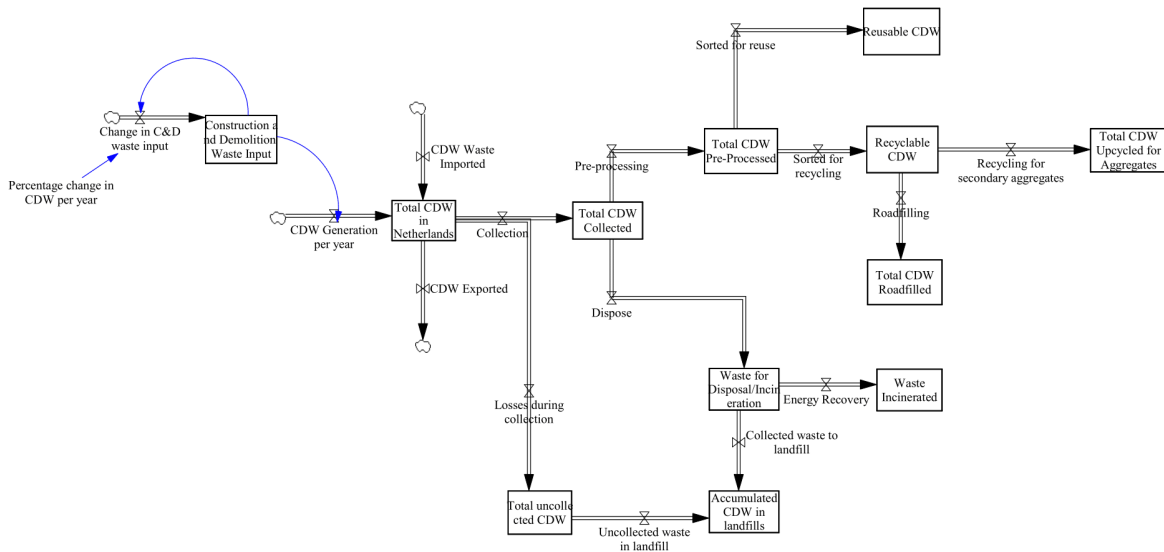 Sorted for reuse
Reusable CDW
Change in C&D
waste input
Construction a
nd Demolition
Waste Input
Percentage change in
CDW per year
CDW Waste
Imported
CDW Generation
per year
Total CDW
in
Netherlands
CDW Exported
Collection
Total CDW
Collected
Pre-processing
Total CDW
Pre-Processed
Sorted for
recycling
Recyclable
CDW
Recycling for
secondary aggregates
Total CDW
Upcycled for
Aggregates
Roadfilling
Total CDW
Roadfilled
Dispose
Waste for
Disposal/Incin
eration
Energy Recovery
Waste
Incinerated
Losses during
collection
Collected waste to
landfill
Total uncolle
cted CDW
Uncollected waste
in landfill
Accumulated
CDW in
landfills